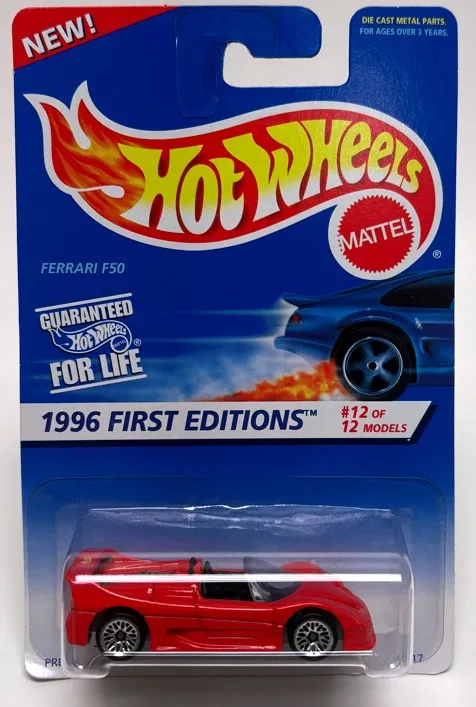 NEW!
DIE CAST METAL PARTS.
FOR AGES OVER 3 YEARS.
Hot Wheels
MATTEL
®
FERRARI F50
GUARANTEED
Hot Wheels
MATTEL
®
FOR LIFE
1996 FIRST EDITIONS™
#12 OF
12 MODELS